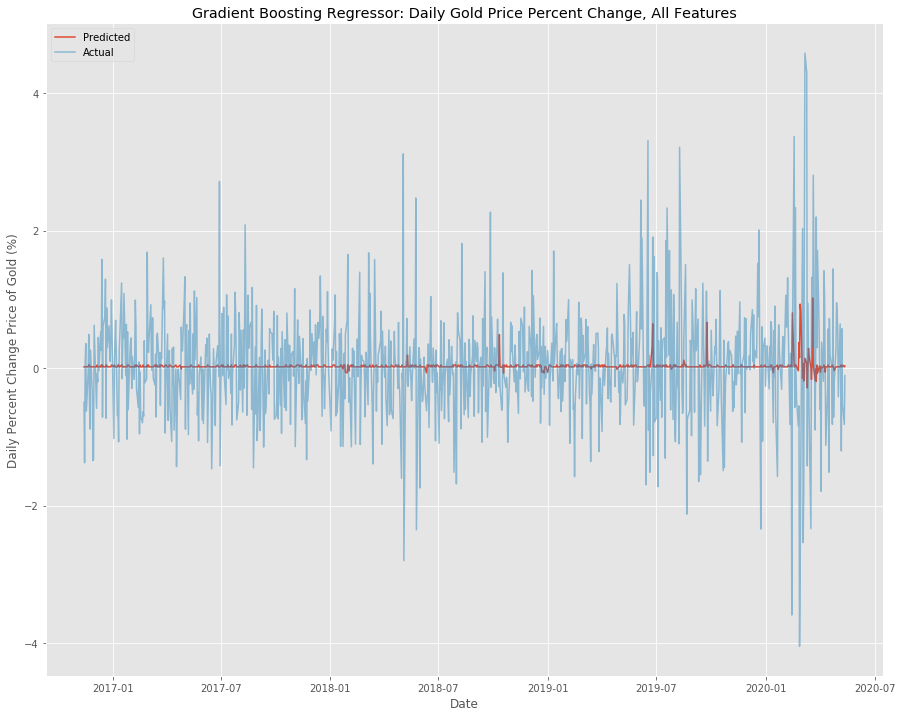 Gradient Boosting Regressor: Daily Gold Price Percent Change, All Features
Predicted
Actual
Daily Percent Change Price of Gold (%)
4
2
0
−2
−4
2017-01 2017-07 2018-01 2018-07 2019-01 2019-07 2020-01 2020-07
Date